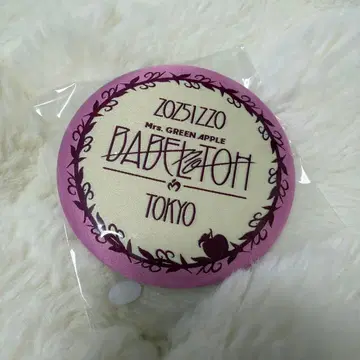 20251220
Mrs. GREEN APPLE
BABEL no TOH
TOKYO